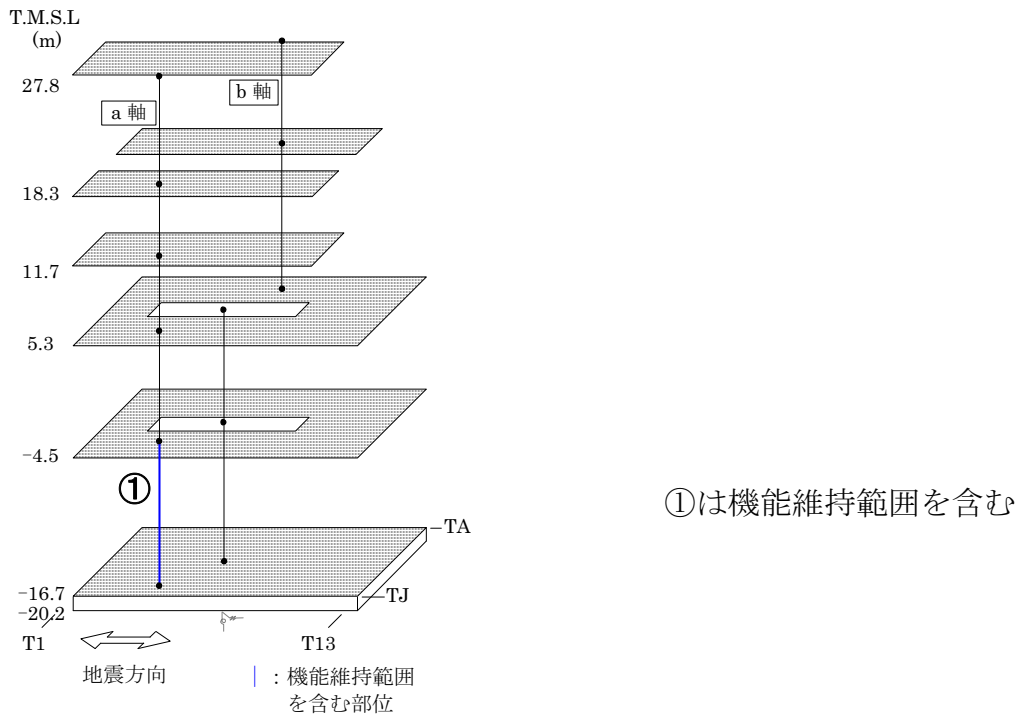 T.M.S.L
(m)
27.8
a 軸
b 軸
18.3
11.7
5.3
-4.5
①
①は機能維持範囲を含む
TA
-16.7
TJ
-20.2
T1
T13
地震方向
｜：機能維持範囲
を含む部位